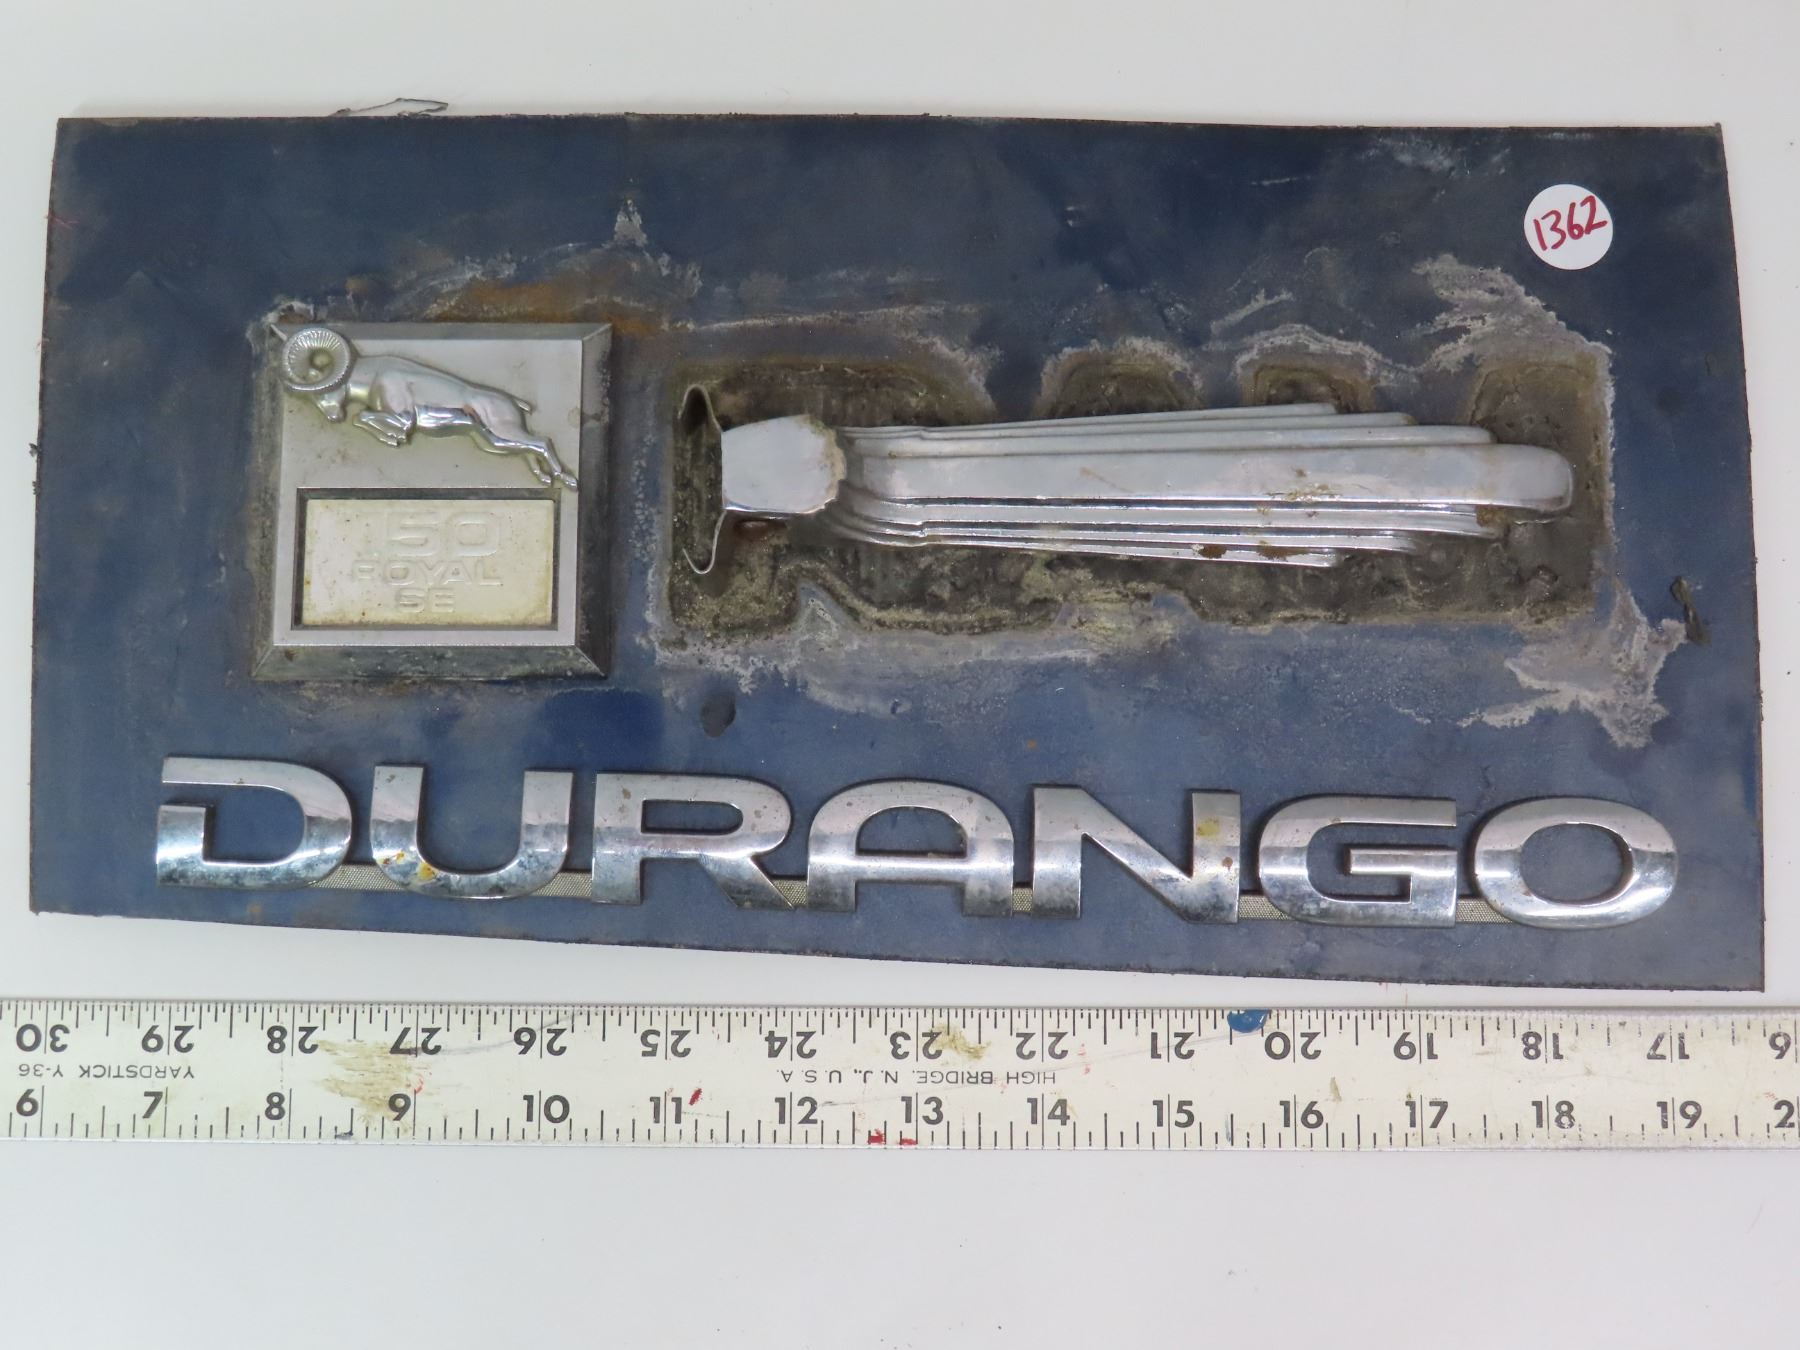 1362
150
ROYAL
SE
DURANGO
30 29 28 27 26 25 24 23 22 21 20 19 18 17
YARDSTICK Y-36
HIGH BRIDGE, N.J., U.S.A.
6 7 8 9 10 11 12 13 14 15 16 17 18 19